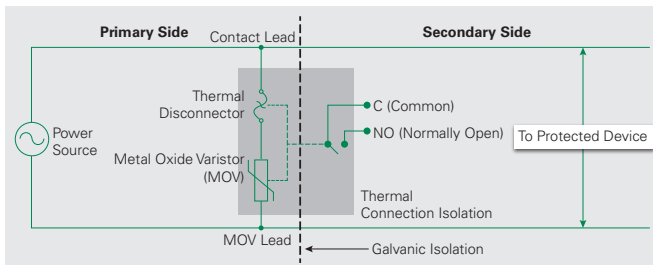 Primary Side
Contact Lead
Secondary Side
Thermal
Disconnector
C (Common)
Power
Source
NO (Normally Open)
To Protected Device
Metal Oxide Varistor
(MOV)
Thermal
Connection Isolation
MOV Lead
Galvanic Isolation